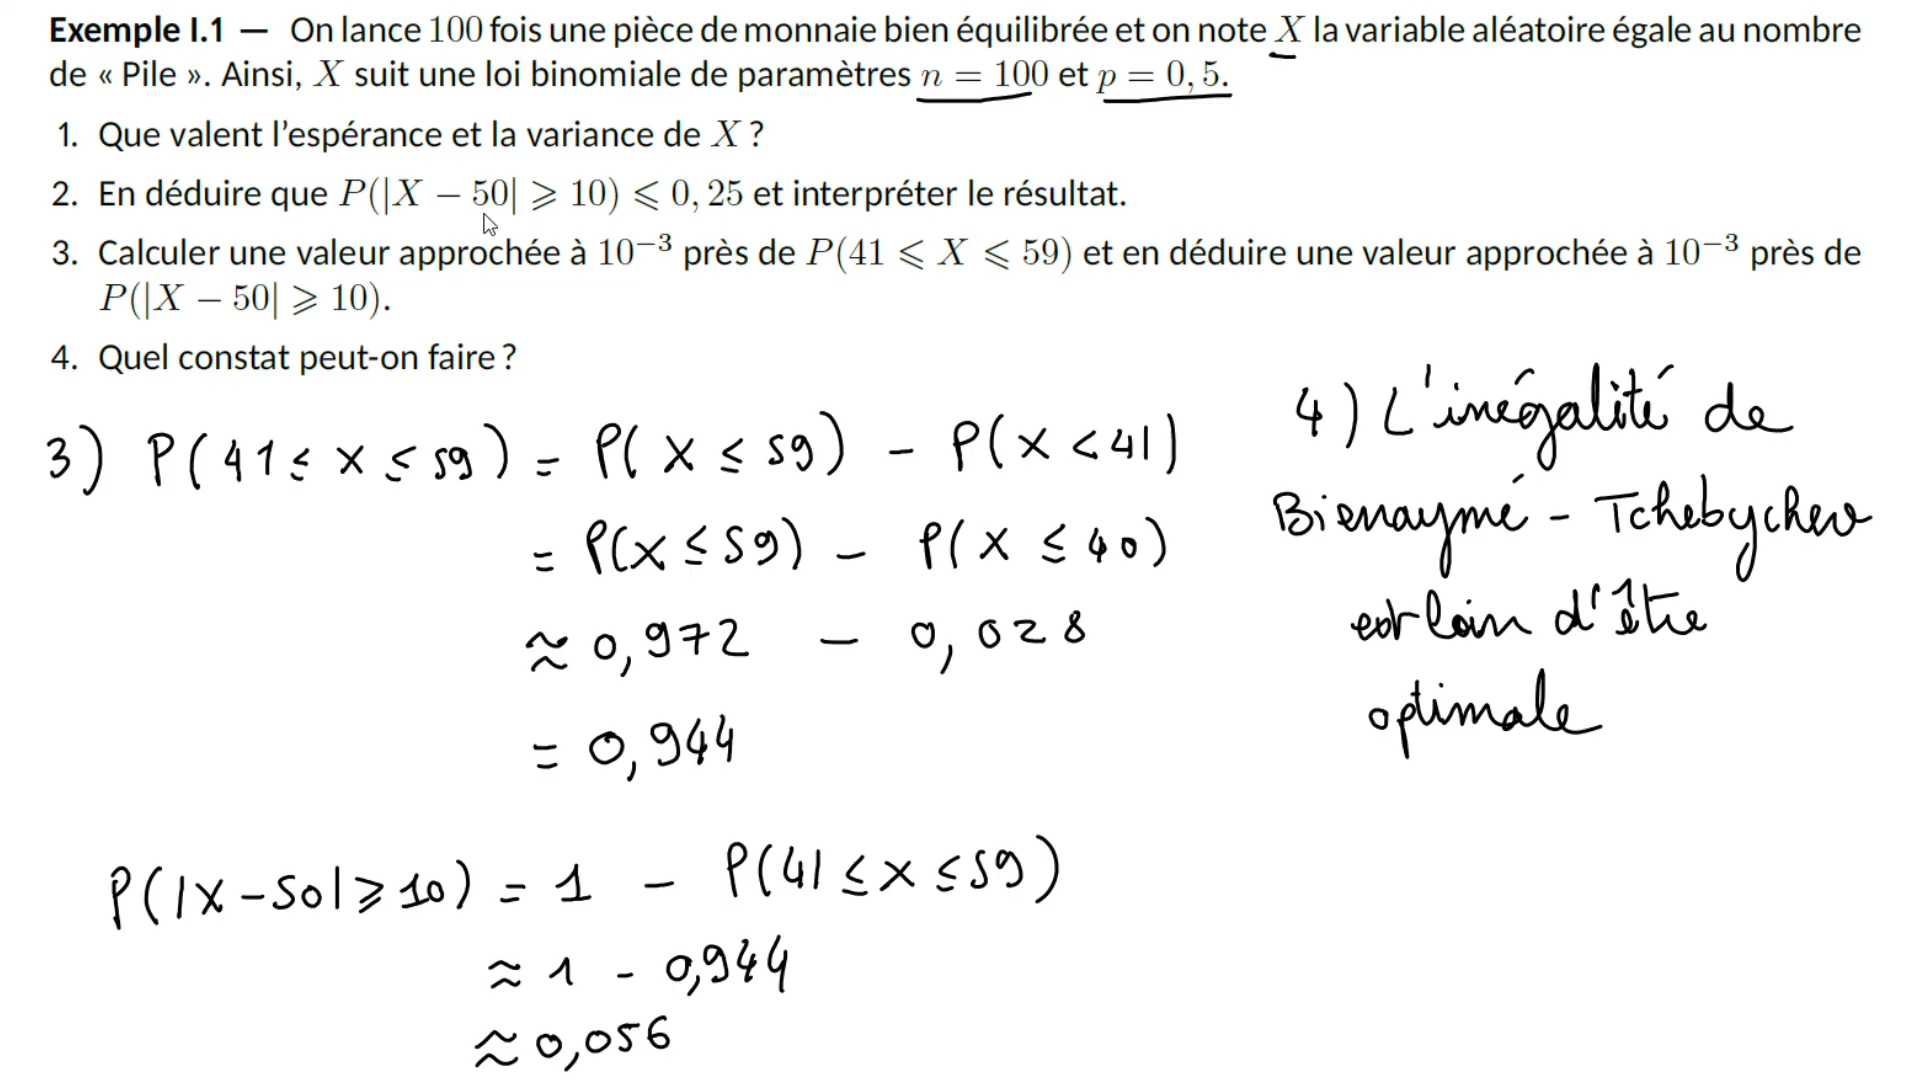 Exemple I.1 — On lance 100 fois une pièce de monnaie bien équilibrée et on note X la variable aléatoire égale au nombre
de « Pile ». Ainsi, X suit une loi binomiale de paramètres n = 100 et p = 0, 5.
1. Que valent l'espérance et la variance de X ?
2. En déduire que P(|X − 50| ⩾ 10) ⩽ 0, 25 et interpréter le résultat.
3. Calculer une valeur approchée à 10⁻³ près de P(41 ⩽ X ⩽ 59) et en déduire une valeur approchée à 10⁻³ près de
P(|X − 50| ⩾ 10).
4. Quel constat peut-on faire ?
3) P(41 ≤ X ≤ 59) = P(X ≤ 59) − P(X < 41)
= P(X ≤ 59) − P(X ≤ 40)
≈ 0,972 − 0,028
= 0,944
P(|X − 50| ⩾ 10) = 1 − P(41 ≤ X ≤ 59)
≈ 1 − 0,944
≈ 0,056
4) L'inégalité de
Bienaymé - Tchebychev
est loin d'être
optimale